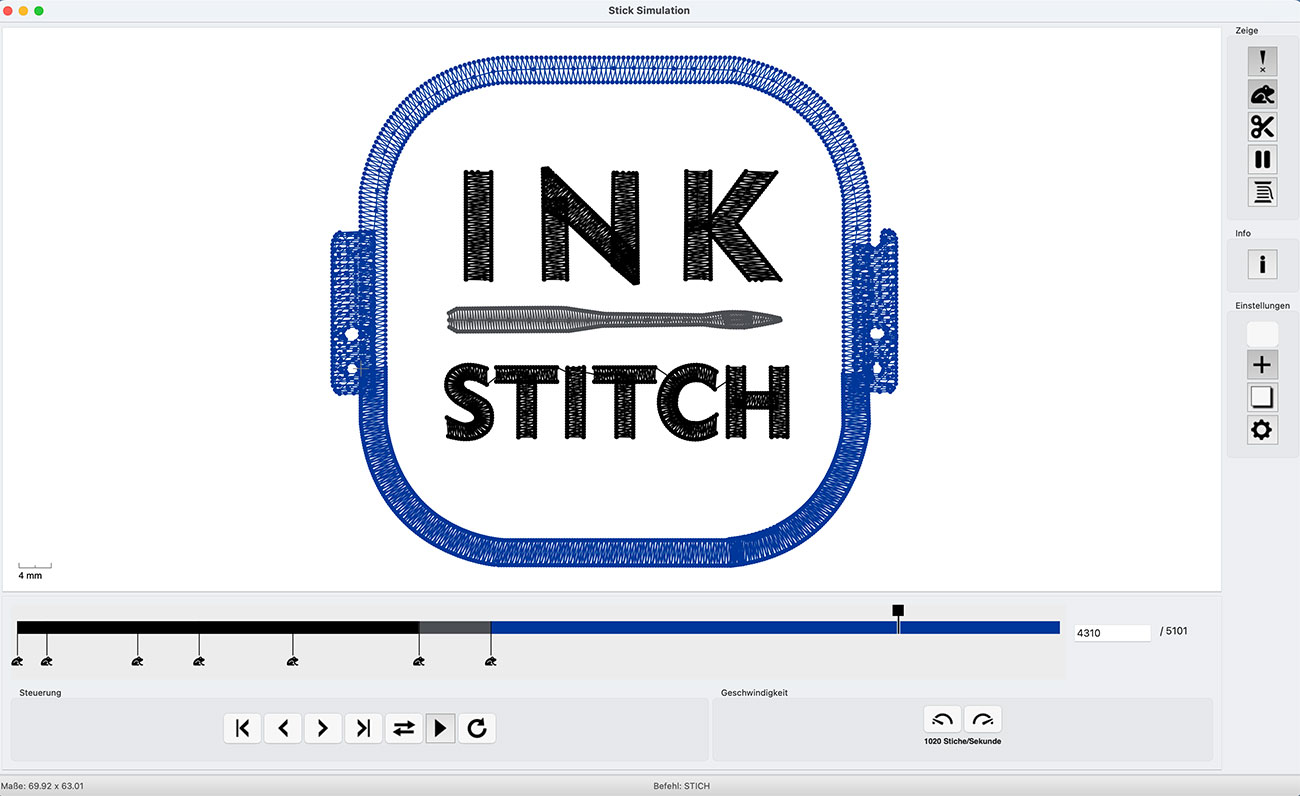 Stick Simulation
Zeige
INK
STITCH
Info
Einstellungen
4 mm
4310 / 5101
Steuerung
Geschwindigkeit
1020 Stiche/Sekunde
Maße: 69.92 x 63.01
Befehl: STICH